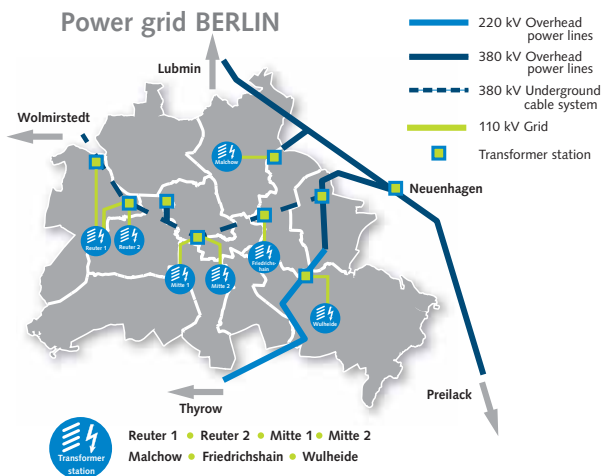 Power grid BERLIN
220 kV Overhead
power lines
380 kV Overhead
power lines
380 kV Underground
cable system
110 kV Grid
Transformer station
Lubmin
Wolmirstedt
Malchow
Neuenhagen
Reuter 1
Reuter 2
Mitte 1
Mitte 2
Friedrichs-
hain
Wulheide
Thyrow
Preilack
Transformer
station
Reuter 1 • Reuter 2 • Mitte 1 • Mitte 2
Malchow • Friedrichshain • Wulheide